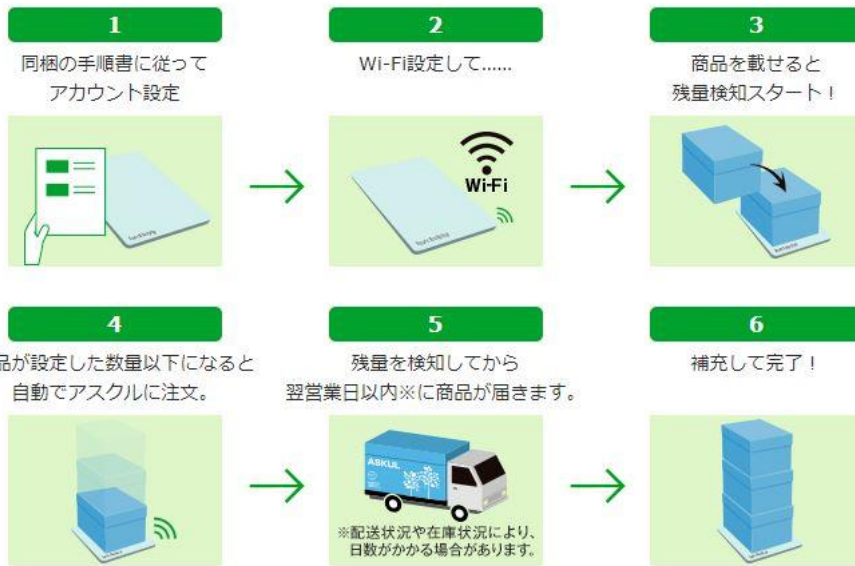 1
同梱の手順書に従って
アカウント設定
2
Wi-Fi設定して......
Wi-Fi
3
商品を載せると
残量検知スタート！
4
品が設定した数量以下になると
自動でアスクルに注文。
5
残量を検知してから
翌営業日以内※に商品が届きます。
ASKUL
※配送状況や在庫状況により、
日数がかかる場合があります。
6
補充して完了！